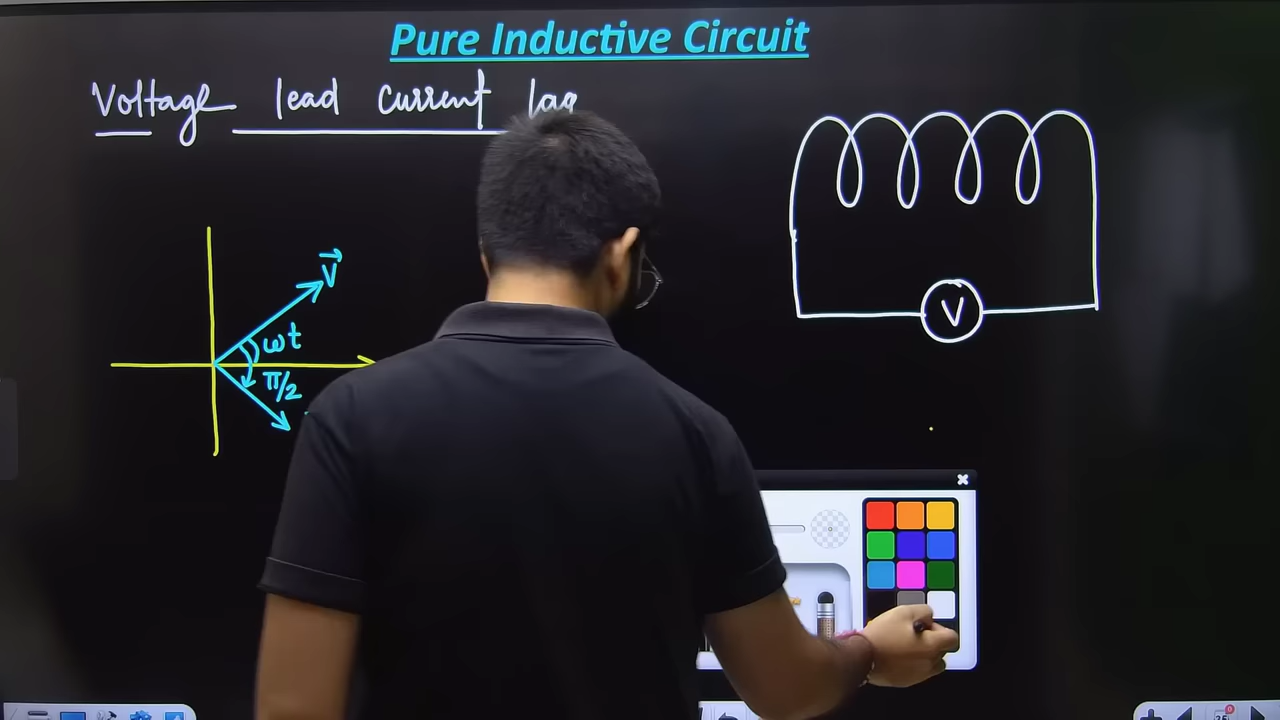 Pure Inductive Circuit
Voltage lead current lag
V
ωt
π/2
V